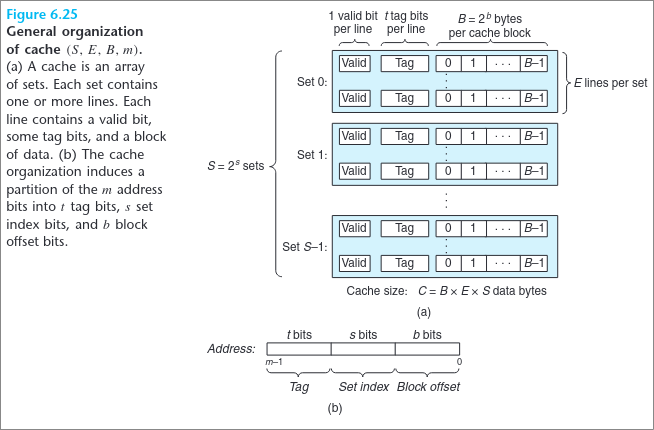 Figure 6.25
General organization
of cache (S, E, B, m).
(a) A cache is an array
of sets. Each set contains
one or more lines. Each
line contains a valid bit,
some tag bits, and a block
of data. (b) The cache
organization induces a
partition of the m address
bits into t tag bits, s set
index bits, and b block
offset bits.
1 valid bit per line
t tag bits per line
B = 2^b bytes per cache block
Set 0:
Valid Tag 0 1 · · · B–1
Valid Tag 0 1 · · · B–1
E lines per set
S = 2^s sets
Set 1:
Valid Tag 0 1 · · · B–1
Valid Tag 0 1 · · · B–1
Set S–1:
Valid Tag 0 1 · · · B–1
Valid Tag 0 1 · · · B–1
Cache size: C = B × E × S data bytes
(a)
t bits s bits b bits
Address:
m–1 0
Tag Set index Block offset
(b)